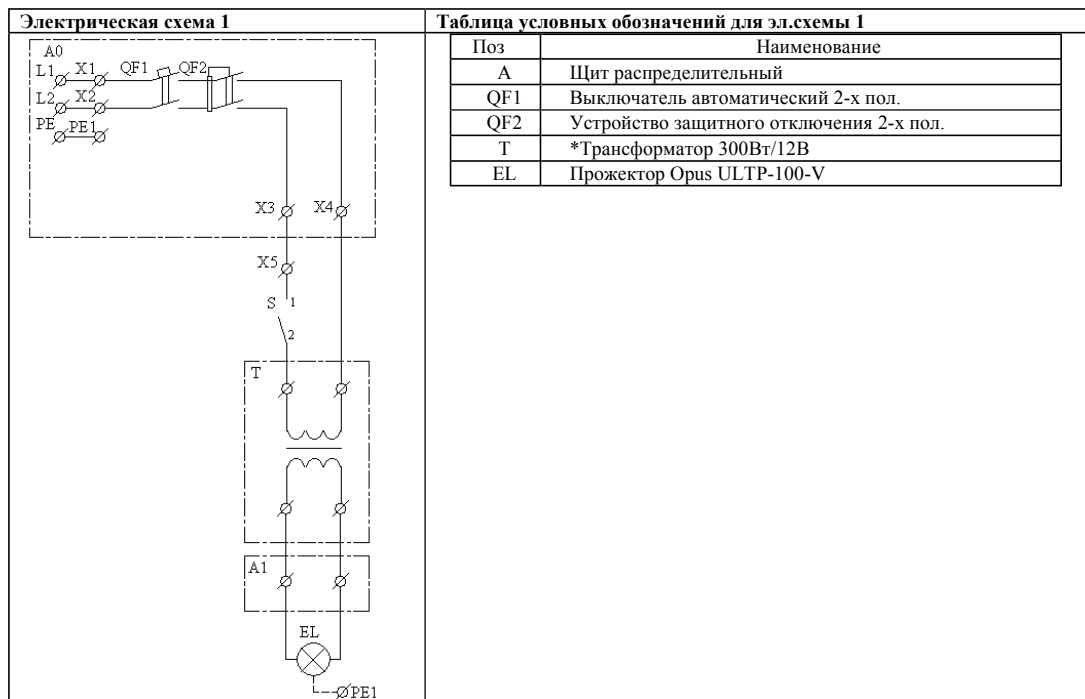 Электрическая схема 1
Таблица условных обозначений для эл.схемы 1
Поз Наименование
А Щит распределительный
QF1 Выключатель автоматический 2-х пол.
QF2 Устройство защитного отключения 2-х пол.
Т *Трансформатор 300Вт/12В
EL Прожектор Opus ULTP-100-V
A0
L1 X1 QF1 QF2
L2 X2
PE PE1
X3 X4
X5
S 1
2
T
A1
EL
PE1